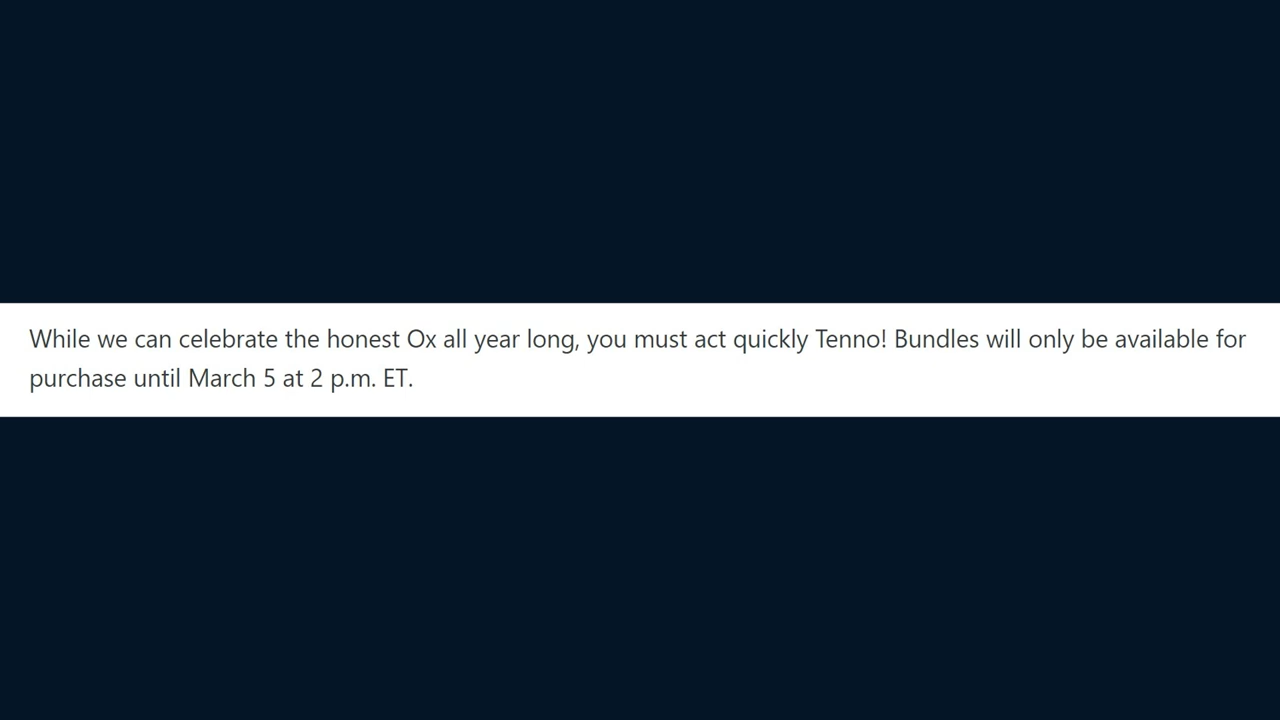 While we can celebrate the honest Ox all year long, you must act quickly Tenno! Bundles will only be available for
purchase until March 5 at 2 p.m. ET.